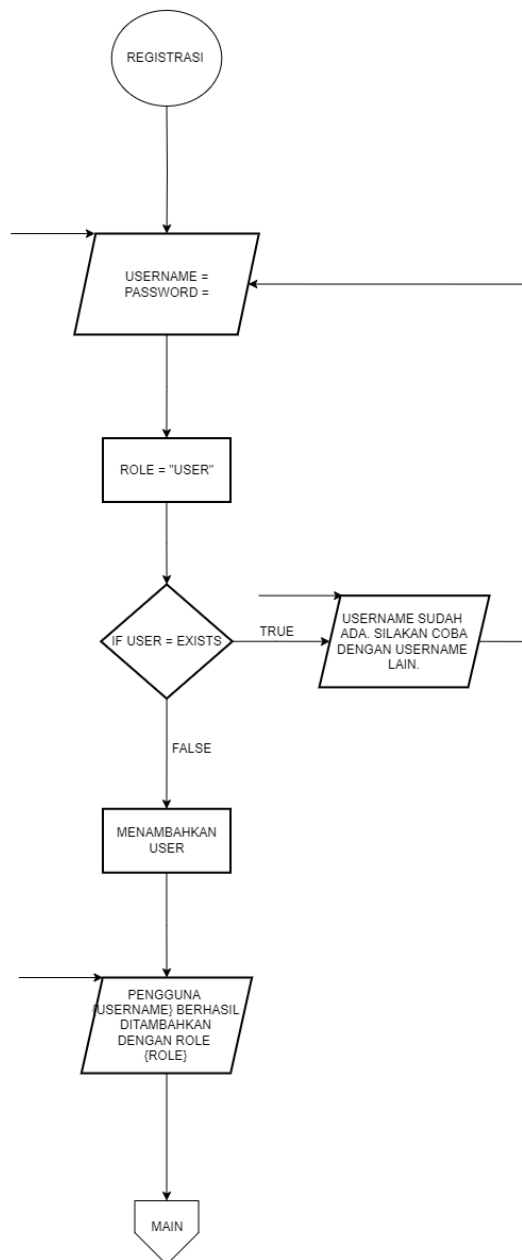 REGISTRASI
USERNAME =
PASSWORD =
ROLE = "USER"
IF USER = EXISTS
TRUE
USERNAME SUDAH
ADA. SILAKAN COBA
DENGAN USERNAME
LAIN.
FALSE
MENAMBAHKAN
USER
PENGGUNA
{USERNAME} BERHASIL
DITAMBAHKAN
DENGAN ROLE
{ROLE}
MAIN